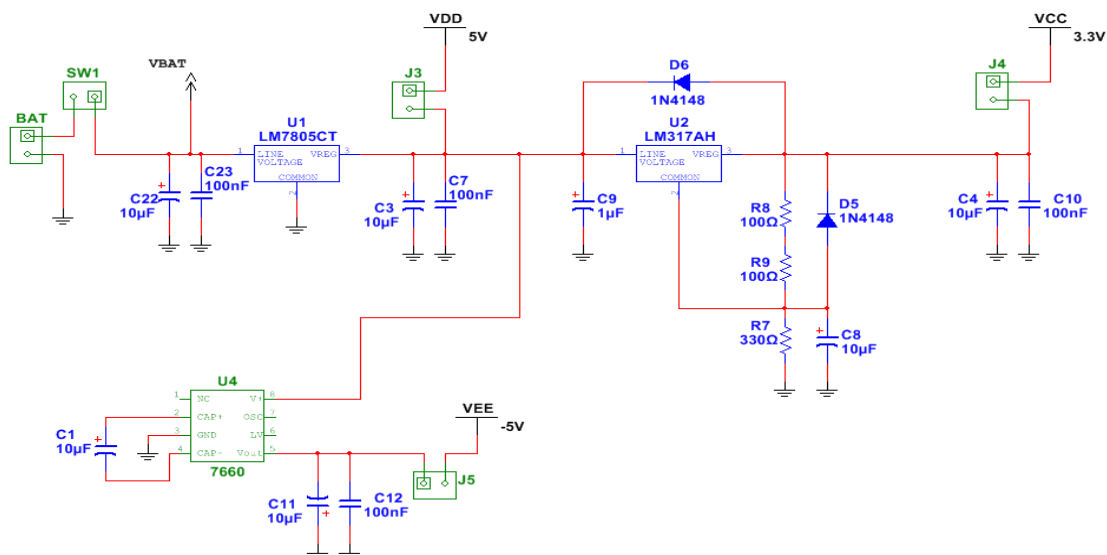 VDD
5V
VCC
3.3V
VBAT
SW1
BAT
J3
D6
1N4148
J4
U1
LM7805CT
1
LINE
VOLTAGE
VREG
3
COMMON
2
U2
LM317AH
1
LINE
VOLTAGE
VREG
3
COMMON
2
+
C22
10µF
C23
100nF
+
C3
10µF
C7
100nF
+
C9
1µF
R8
100Ω
D5
1N4148
+
C4
10µF
C10
100nF
R9
100Ω
R7
330Ω
+
C8
10µF
U4
1
NC
V+
8
2
CAP+
OSC
7
3
GND
LV
6
4
CAP-
Vout
5
7660
+
C1
10µF
VEE
-5V
J5
C11
10µF
+
C12
100nF